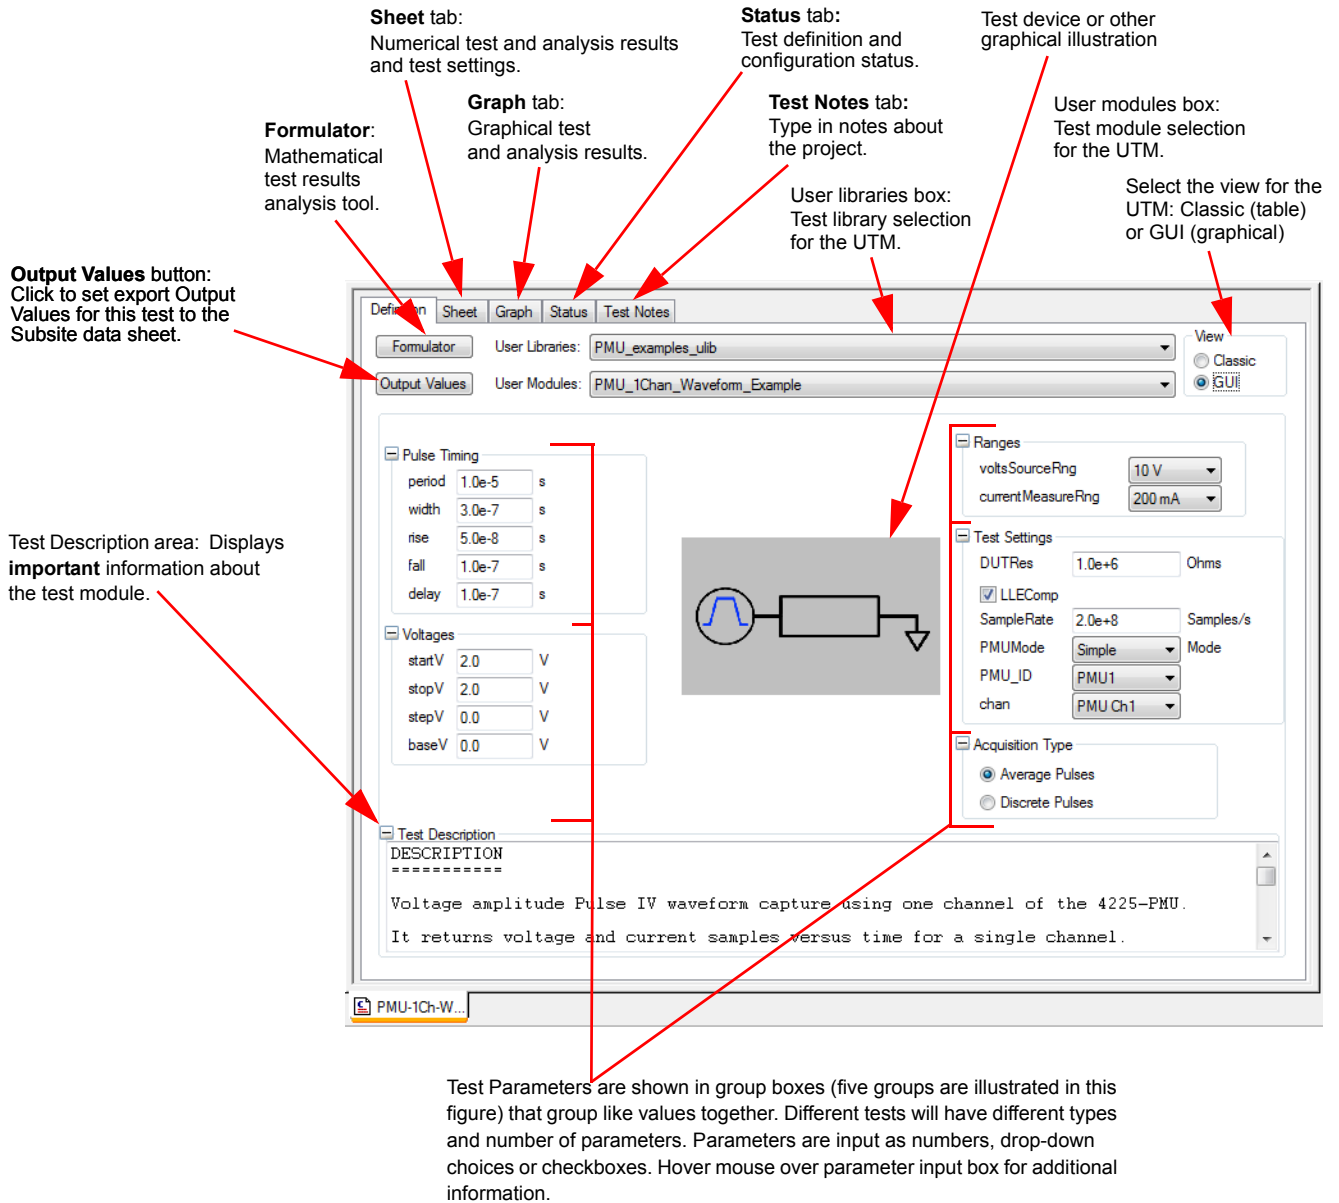 Sheet tab:
Numerical test and analysis results
and test settings.
Status tab:
Test definition and
configuration status.
Test device or other
graphical illustration
Graph tab:
Graphical test
and analysis results.
Test Notes tab:
Type in notes about
the project.
User modules box:
Test module selection
for the UTM.
Formulator:
Mathematical
test results
analysis tool.
User libraries box:
Test library selection
for the UTM.
Select the view for the
UTM: Classic (table)
or GUI (graphical)
Output Values button:
Click to set export Output
Values for this test to the
Subsite data sheet.
Definition Sheet Graph Status Test Notes
Formulator User Libraries: PMU_examples_ulib
Output Values User Modules: PMU_1Chan_Waveform_Example
View
Classic
GUI
Pulse Timing
period 1.0e-5 s
width 3.0e-7 s
rise 5.0e-8 s
fall 1.0e-7 s
delay 1.0e-7 s
Voltages
startV 2.0 V
stopV 2.0 V
stepV 0.0 V
baseV 0.0 V
Ranges
voltsSourceRng 10 V
currentMeasureRng 200 mA
Test Settings
DUTRes 1.0e+6 Ohms
LLEComp
SampleRate 2.0e+8 Samples/s
PMUMode Simple Mode
PMU_ID PMU1
chan PMU Ch1
Acquisition Type
Average Pulses
Discrete Pulses
Test Description area: Displays
important information about
the test module.
Test Description
DESCRIPTION
===========
Voltage amplitude Pulse IV waveform capture using one channel of the 4225-PMU.
It returns voltage and current samples versus time for a single channel.
PMU-1Ch-W...
Test Parameters are shown in group boxes (five groups are illustrated in this
figure) that group like values together. Different tests will have different types
and number of parameters. Parameters are input as numbers, drop-down
choices or checkboxes. Hover mouse over parameter input box for additional
information.